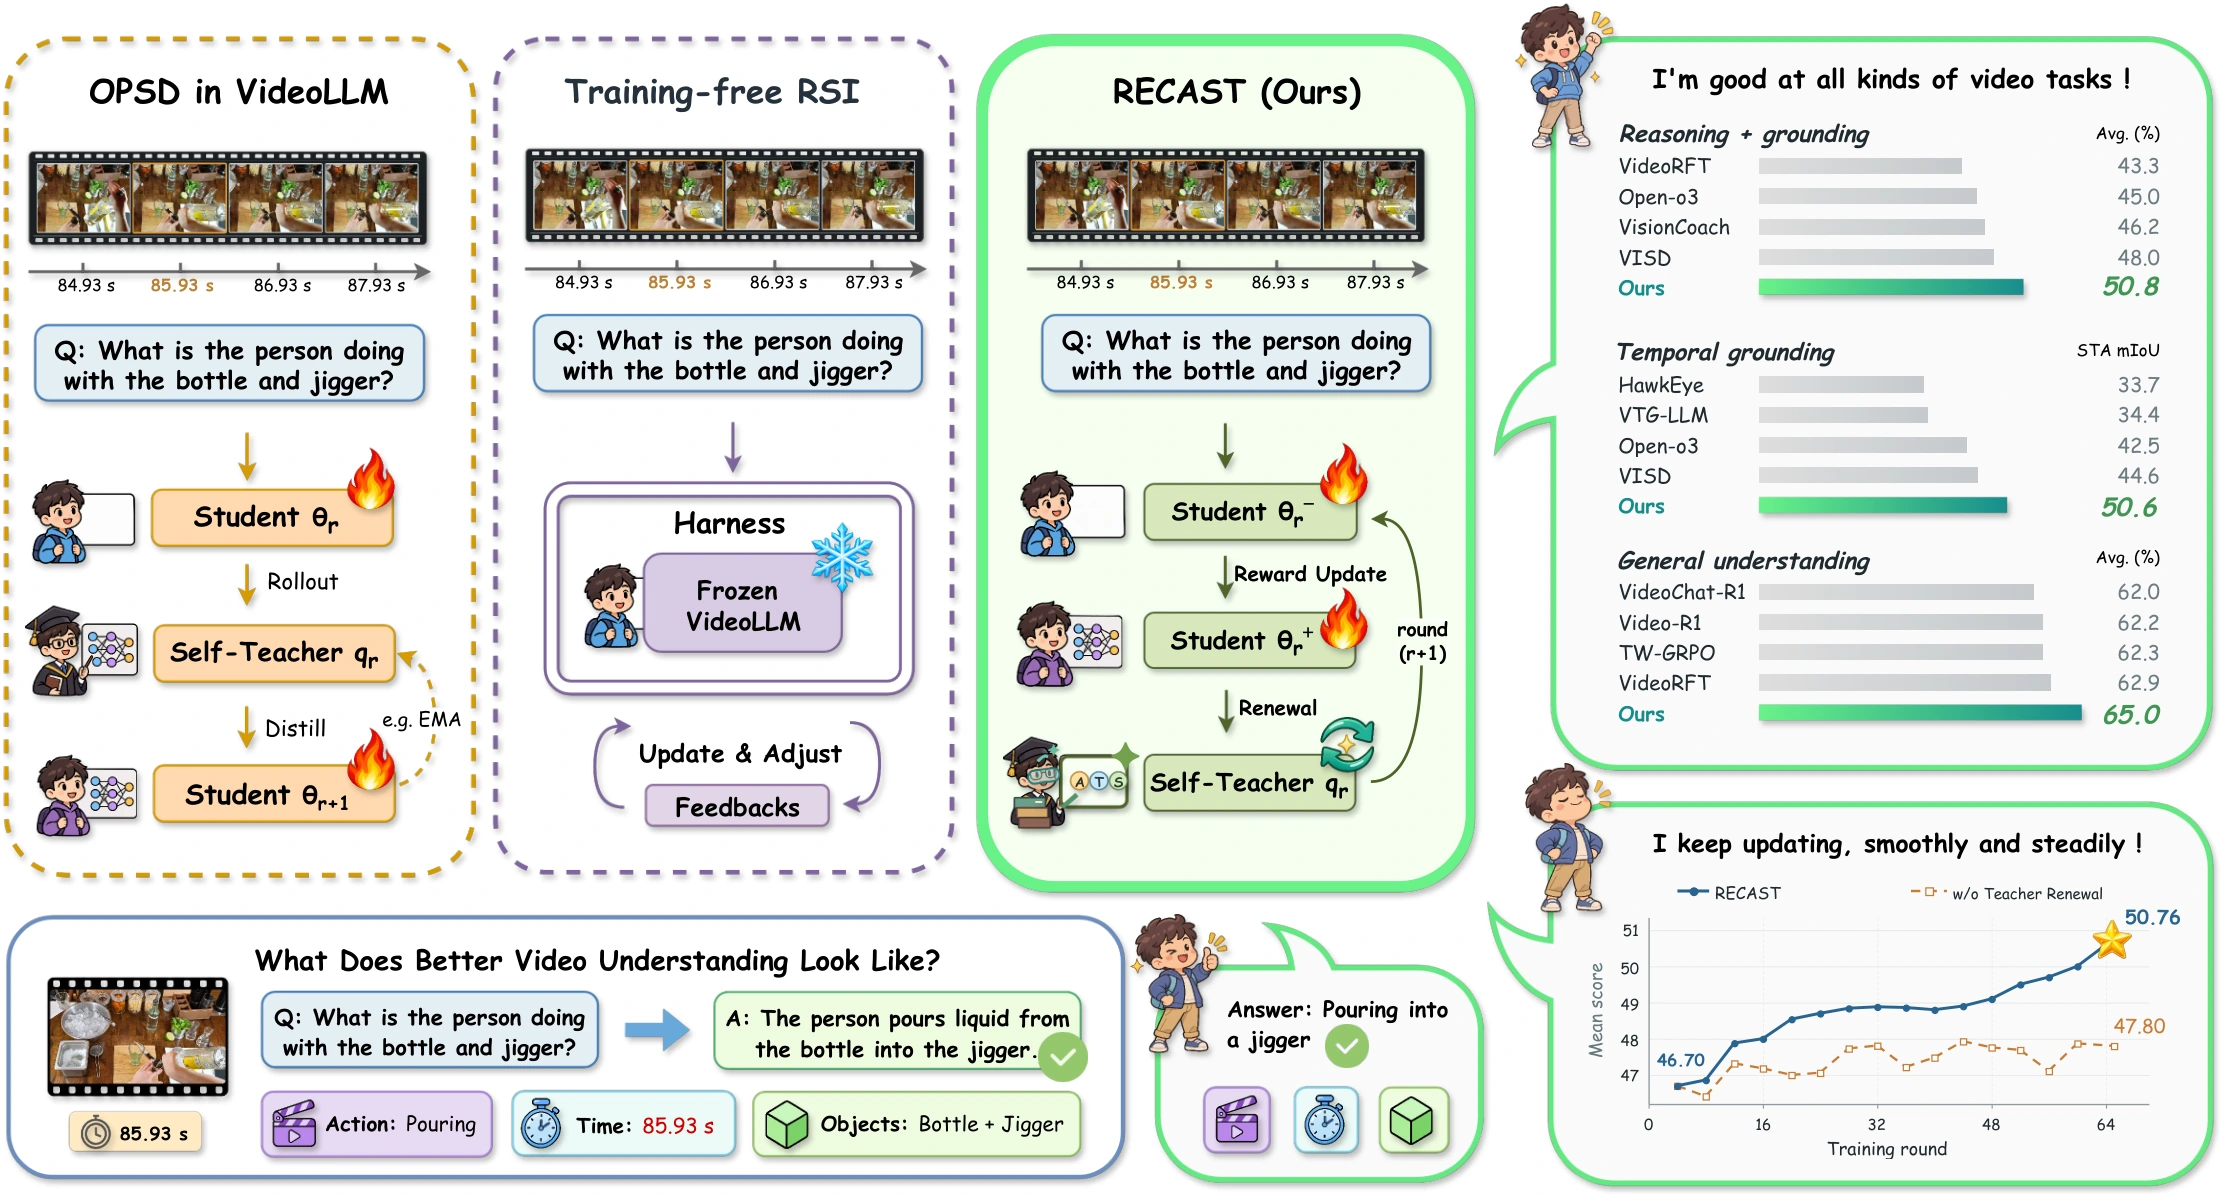 OPSD in VideoLLM
84.93 s
85.93 s
86.93 s
87.93 s
Q: What is the person doing
with the bottle and jigger?
Student θr
Rollout
Self-Teacher qr
Distill
e.g. EMA
Student θr+1
Training-free RSI
84.93 s
85.93 s
86.93 s
87.93 s
Q: What is the person doing
with the bottle and jigger?
Harness
Frozen
VideoLLM
Update & Adjust
Feedbacks
RECAST (Ours)
84.93 s
85.93 s
86.93 s
87.93 s
Q: What is the person doing
with the bottle and jigger?
Student θr−
Reward Update
Student θr+
round
(r+1)
Renewal
A T S
Self-Teacher qr
I'm good at all kinds of video tasks !
Reasoning + grounding Avg. (%)
VideoRFT 43.3
Open-o3 45.0
VisionCoach 46.2
VISD 48.0
Ours 50.8
Temporal grounding STA mIoU
HawkEye 33.7
VTG-LLM 34.4
Open-o3 42.5
VISD 44.6
Ours 50.6
General understanding Avg. (%)
VideoChat-R1 62.0
Video-R1 62.2
TW-GRPO 62.3
VideoRFT 62.9
Ours 65.0
What Does Better Video Understanding Look Like?
85.93 s
Q: What is the person doing
with the bottle and jigger?
A: The person pours liquid from
the bottle into the jigger.
Action: Pouring
Time: 85.93 s
Objects: Bottle + Jigger
Answer: Pouring into
a jigger
I keep updating, smoothly and steadily !
RECAST
w/o Teacher Renewal
50.76
47.80
46.70
Mean score
51
50
49
48
47
0
16
32
48
64
Training round